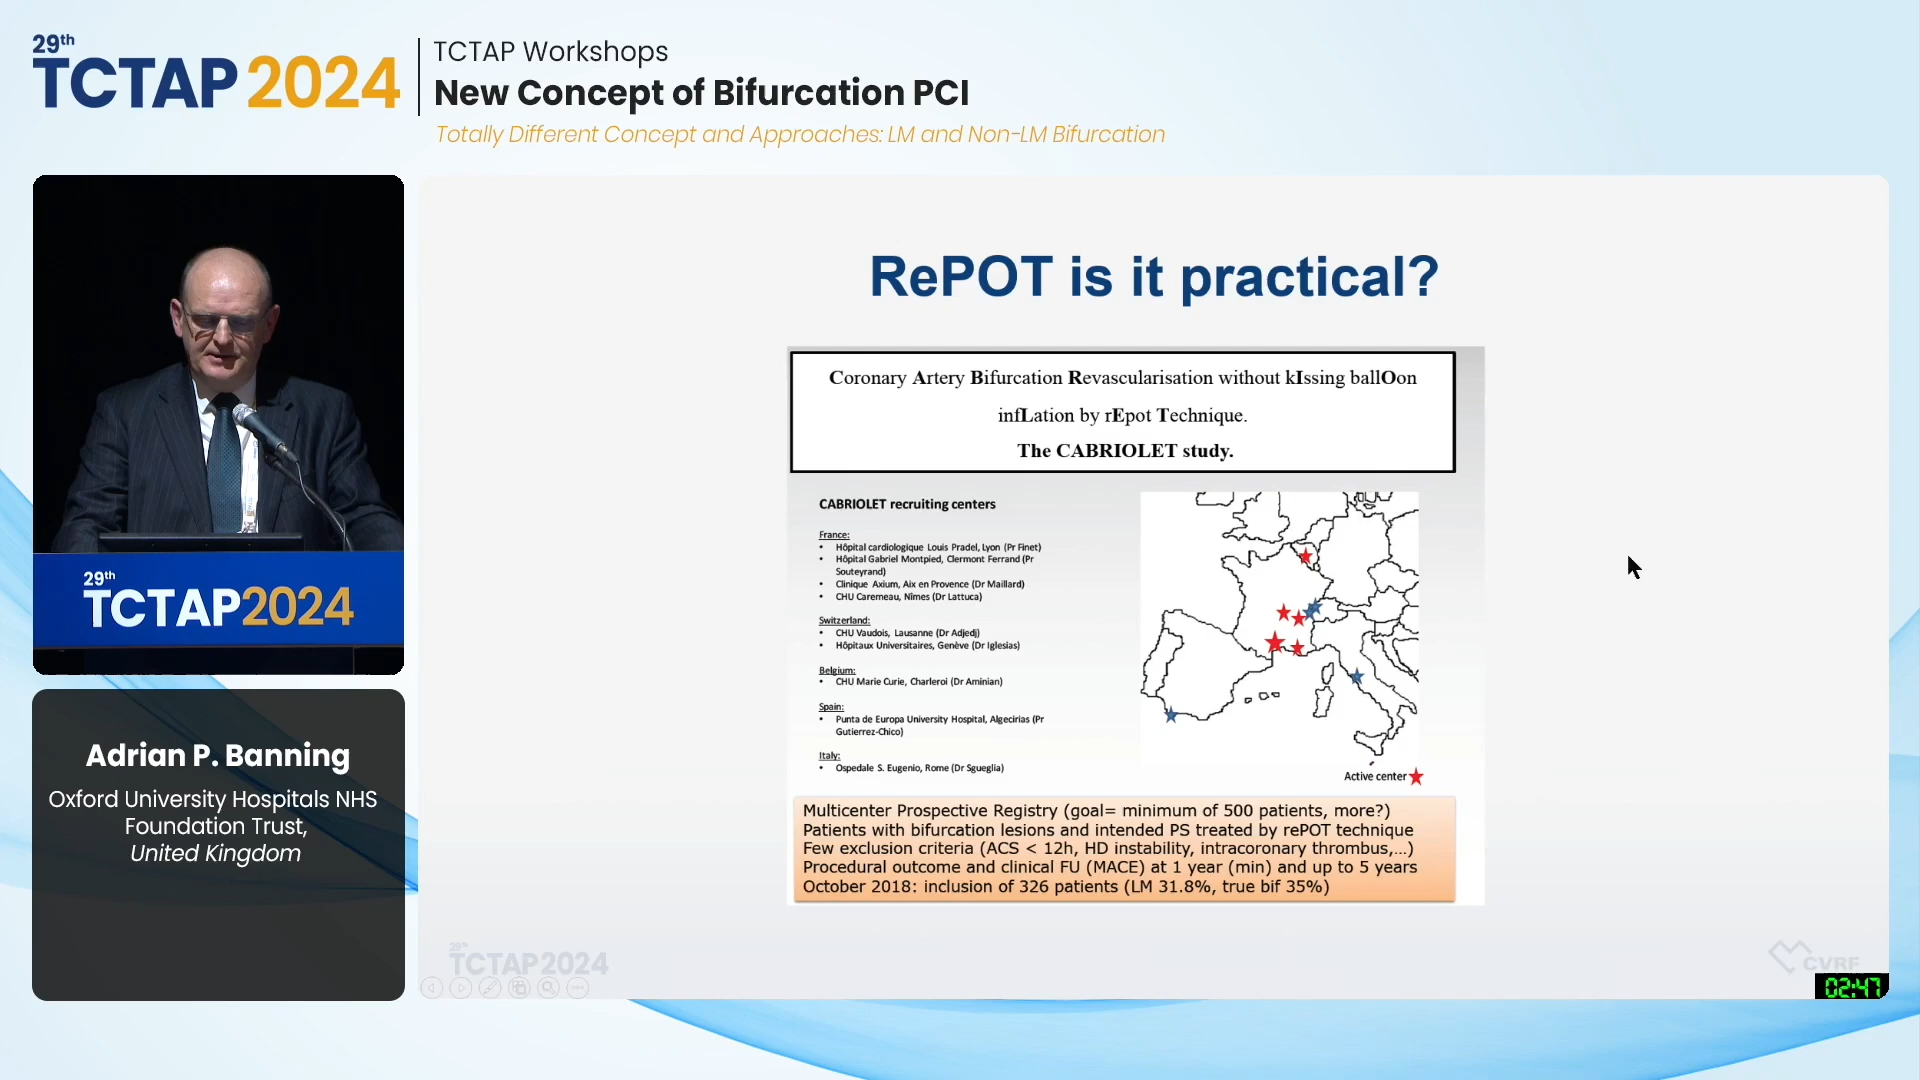 29th
TCTAP 2024
TCTAP Workshops
New Concept of Bifurcation PCI
Totally Different Concept and Approaches: LM and Non-LM Bifurcation
29th
TCTAP2024
Adrian P. Banning
Oxford University Hospitals NHS
Foundation Trust,
United Kingdom
RePOT is it practical?
Coronary Artery Bifurcation Revascularisation without kIssing ballOon
infLation by rEpot Technique.
The CABRIOLET study.
CABRIOLET recruiting centers
France:
• Hôpital cardiologique Louis Pradel, Lyon (Pr Finet)
• Hôpital Gabriel Montpied, Clermont Ferrand (Pr
Souteyrand)
• Clinique Axium, Aix en Provence (Dr Maillard)
• CHU Caremeau, Nîmes (Dr Lattuca)
Switzerland:
• CHU Vaudois, Lausanne (Dr Adjedj)
• Hôpitaux Universitaires, Genève (Dr Iglesias)
Belgium:
• CHU Marie Curie, Charleroi (Dr Aminian)
Spain:
• Punta de Europa University Hospital, Algecirias (Pr
Gutierrez-Chico)
Italy:
• Ospedale S. Eugenio, Rome (Dr Sgueglia)
Active center
Multicenter Prospective Registry (goal= minimum of 500 patients, more?)
Patients with bifurcation lesions and intended PS treated by rePOT technique
Few exclusion criteria (ACS < 12h, HD instability, intracoronary thrombus,...)
Procedural outcome and clinical FU (MACE) at 1 year (min) and up to 5 years
October 2018: inclusion of 326 patients (LM 31.8%, true bif 35%)
29th
TCTAP2024
CVRF
02:47